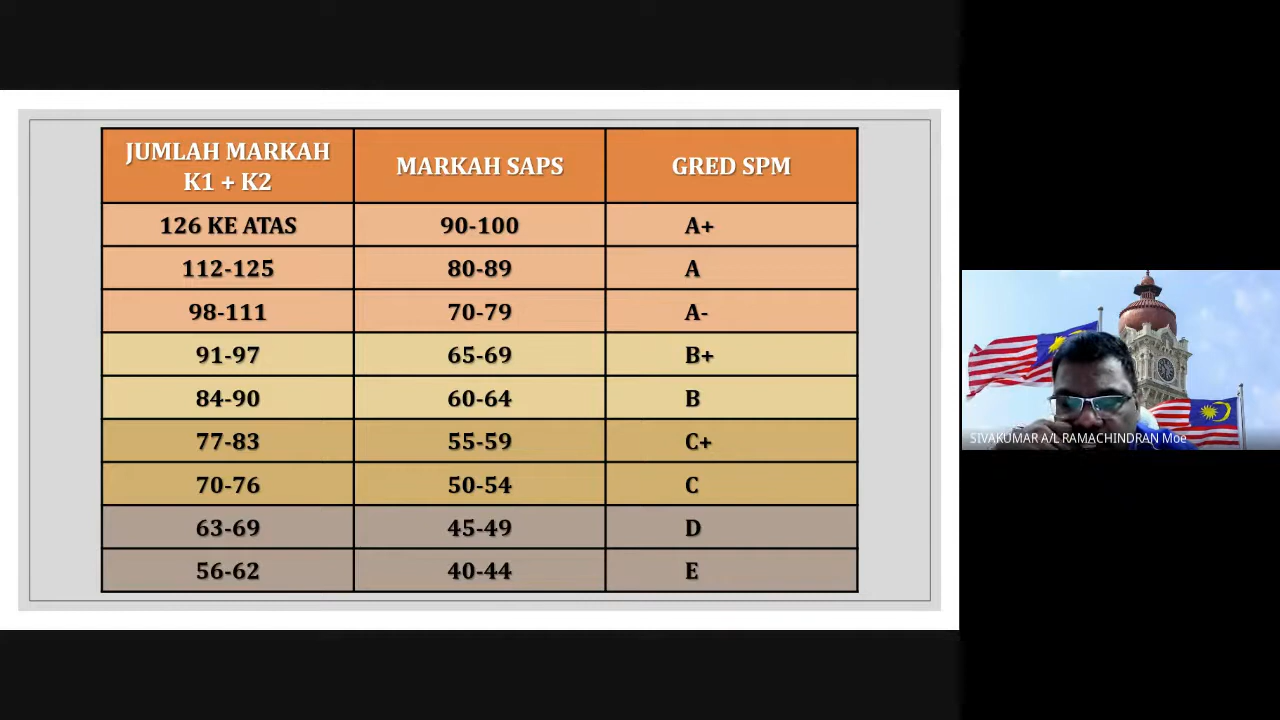 JUMLAH MARKAH
K1 + K2
MARKAH SAPS
GRED SPM
126 KE ATAS 90-100 A+
112-125 80-89 A
98-111 70-79 A-
91-97 65-69 B+
84-90 60-64 B
77-83 55-59 C+
70-76 50-54 C
63-69 45-49 D
56-62 40-44 E
SIVAKUMAR A/L RAMACHINDRAN Moe